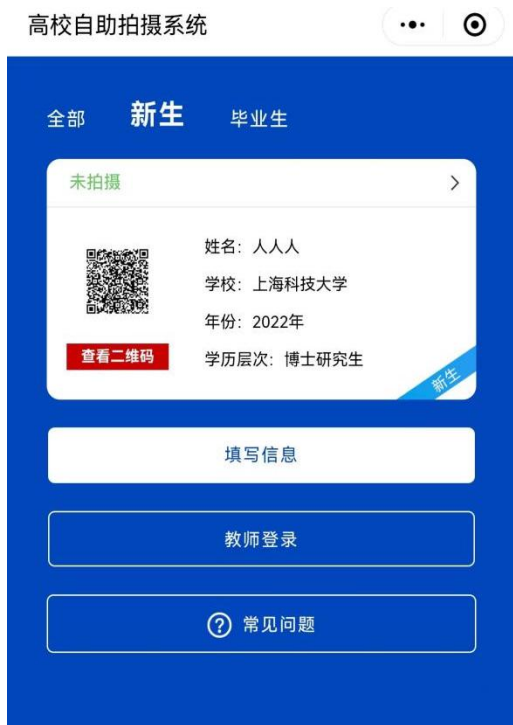 高校自助拍摄系统
全部 新生 毕业生
未拍摄
姓名：人人人
学校：上海科技大学
年份：2022年
查看二维码
学历层次：博士研究生
新生
填写信息
教师登录
常见问题